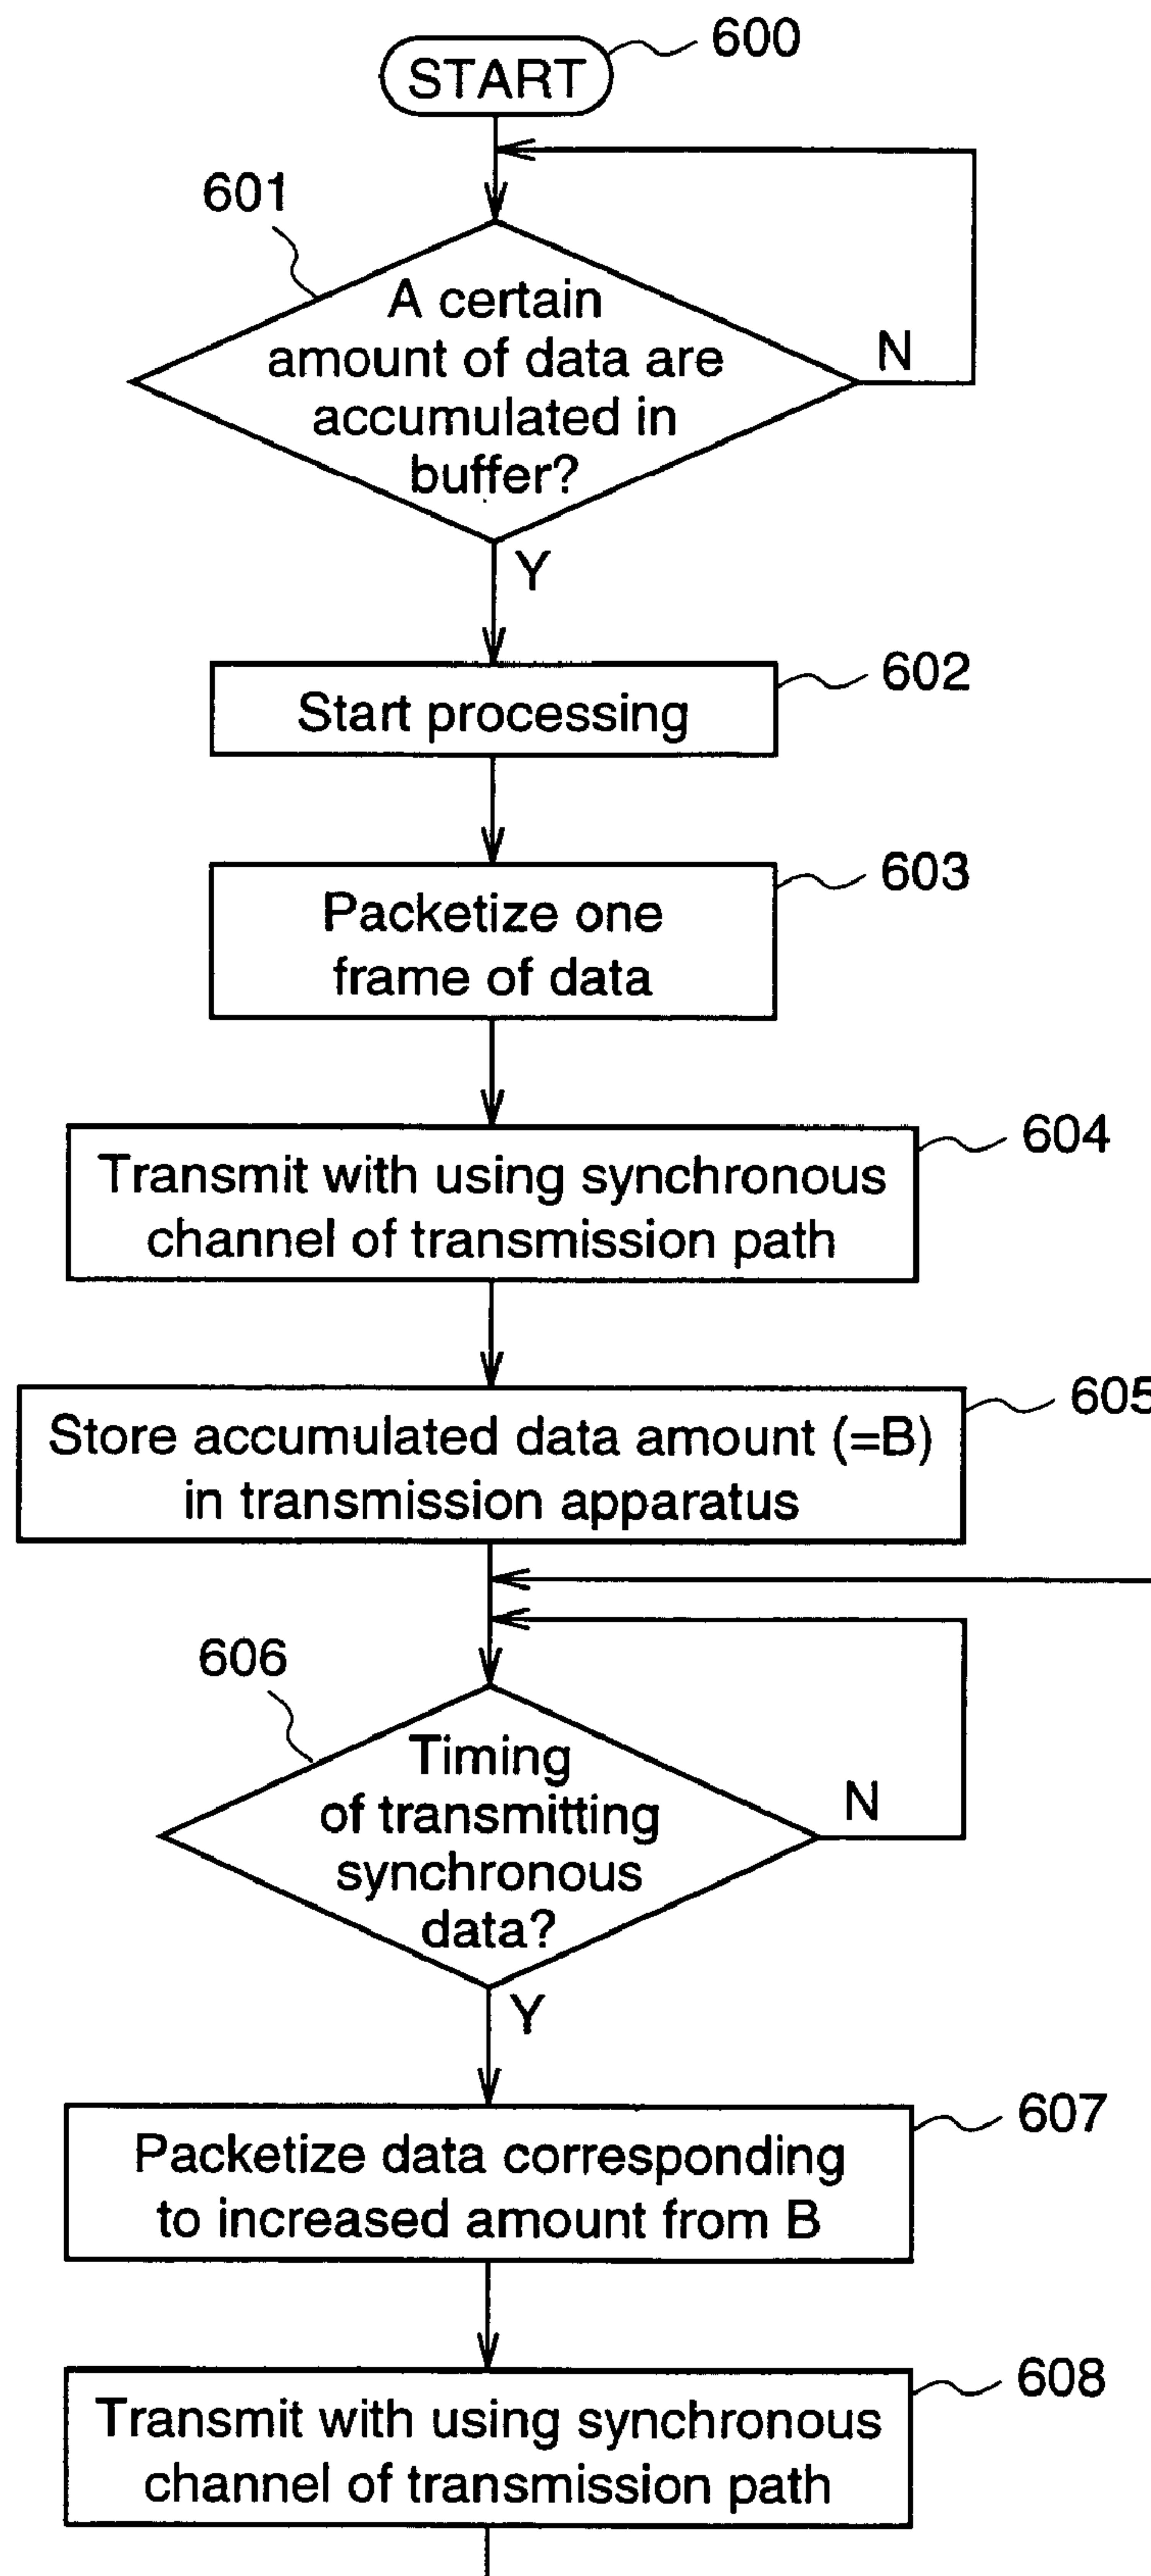 START
600
601
A certain
amount of data are
accumulated in
buffer?
N
Y
Start processing
602
Packetize one
frame of data
603
Transmit with using synchronous
channel of transmission path
604
Store accumulated data amount (=B)
in transmission apparatus
605
606
Timing
of transmitting
synchronous
data?
N
Y
Packetize data corresponding
to increased amount from B
607
Transmit with using synchronous
channel of transmission path
608